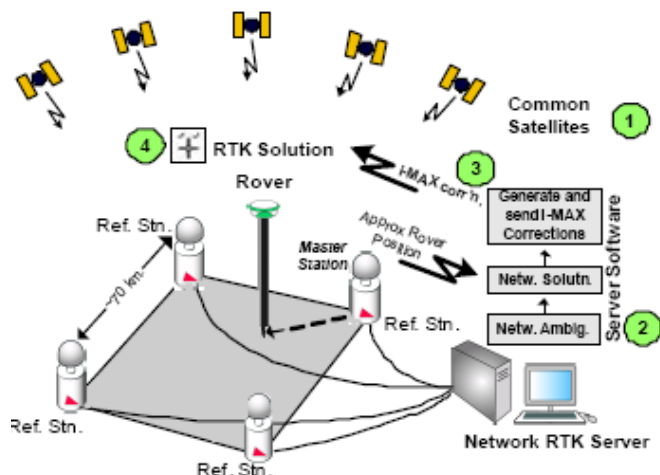 Common
Satellites
1
4
RTK Solution
3
I-MAX corr'n.
Rover
Generate and
send I-MAX
Corrections
Ref. Stn.
Approx Rover
Position
Master
Station
Server Software
~70 km.
Netw. Solutn.
Ref. Stn.
Netw. Ambig.
2
Ref. Stn.
Network RTK Server
Ref. Stn.